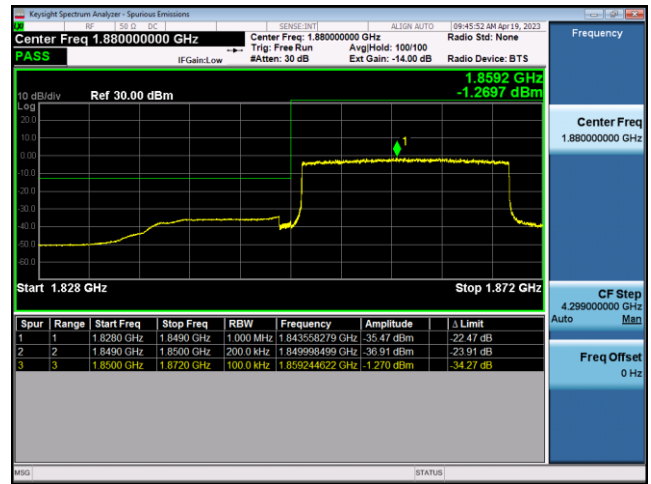 Keysight Spectrum Analyzer - Spurious Emissions
RF 50 Ω DC SENSE:INT ALIGN AUTO 09:45:52 AM Apr 19, 2023
Center Freq 1.880000000 GHz
Center Freq: 1.880000000 GHz Radio Std: None
Trig: Free Run Avg|Hold: 100/100
PASS IFGain:Low #Atten: 30 dB Ext Gain: -14.00 dB Radio Device: BTS
1.8592 GHz
10 dB/div Ref 30.00 dBm -1.2697 dBm
Log
20.0
10.0
1
0.00
-10.0
-20.0
-30.0
-40.0
-50.0
-60.0
Start 1.828 GHz Stop 1.872 GHz
Spur Range Start Freq Stop Freq RBW Frequency Amplitude Δ Limit
1 1 1.8280 GHz 1.8490 GHz 1.000 MHz 1.843558279 GHz -35.47 dBm -22.47 dB
2 2 1.8490 GHz 1.8500 GHz 200.0 kHz 1.849998499 GHz -36.91 dBm -23.91 dB
3 3 1.8500 GHz 1.8720 GHz 100.0 kHz 1.859244622 GHz -1.270 dBm -34.27 dB
MSG STATUS
Frequency
Center Freq
1.880000000 GHz
CF Step
4.299000000 GHz
Auto Man
Freq Offset
0 Hz